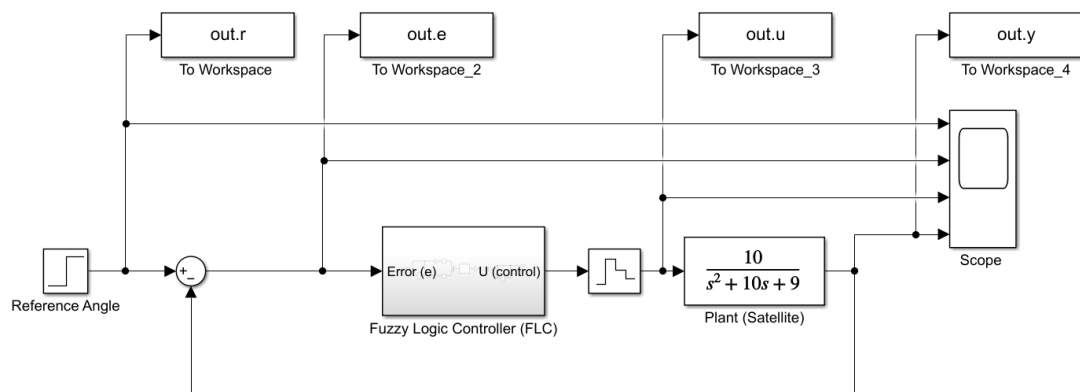 out.r
out.e
out.u
out.y
To Workspace
To Workspace_2
To Workspace_3
To Workspace_4
Scope
Reference Angle
+
−
Error (e)
U (control)
Fuzzy Logic Controller (FLC)
10
s² + 10s + 9
Plant (Satellite)